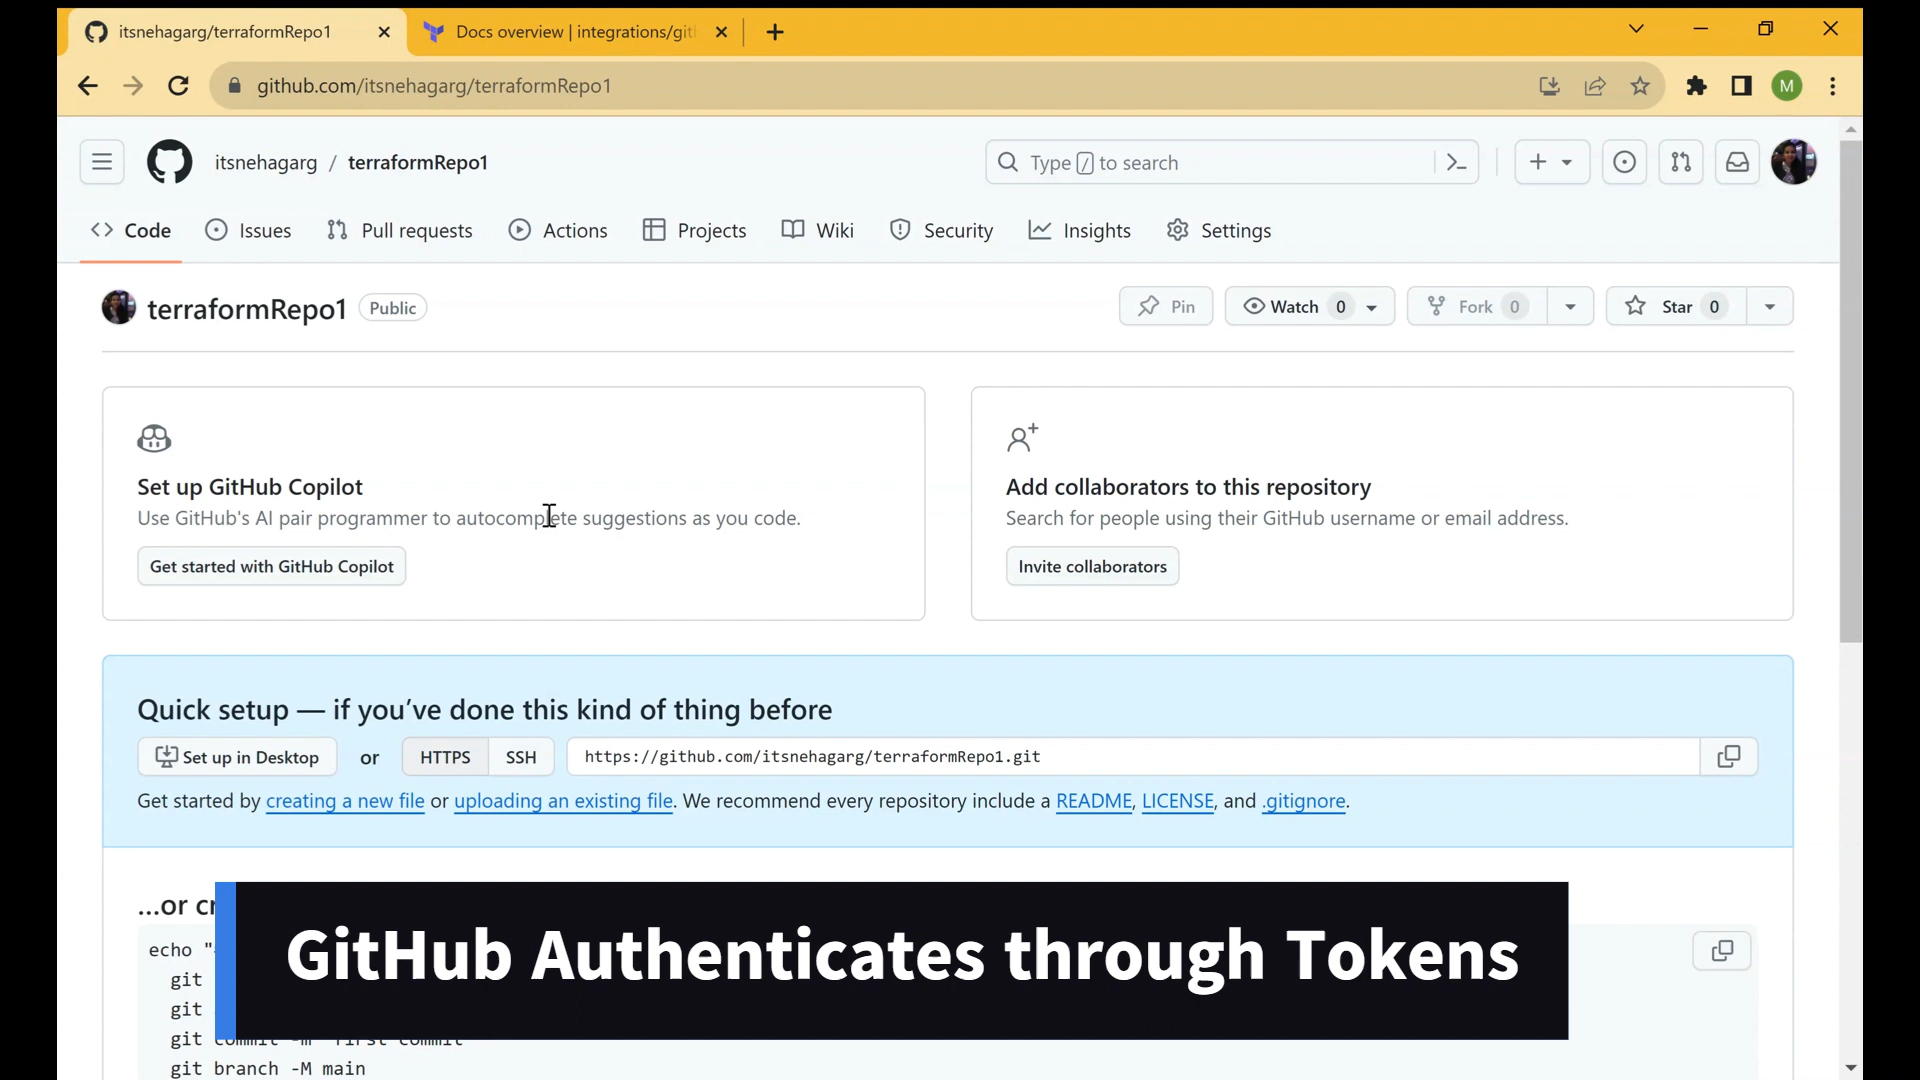 itsnehagarg/terraformRepo1
Docs overview | integrations/git
github.com/itsnehagarg/terraformRepo1
M
itsnehagarg / terraformRepo1
Type / to search
Code Issues Pull requests Actions Projects Wiki Security Insights Settings
terraformRepo1 Public
Pin Watch 0 Fork 0 Star 0
Set up GitHub Copilot
Use GitHub's AI pair programmer to autocomplete suggestions as you code.
Get started with GitHub Copilot
Add collaborators to this repository
Search for people using their GitHub username or email address.
Invite collaborators
Quick setup — if you've done this kind of thing before
Set up in Desktop or HTTPS SSH https://github.com/itsnehagarg/terraformRepo1.git
Get started by creating a new file or uploading an existing file. We recommend every repository include a README, LICENSE, and .gitignore.
…or
echo "
git
git
git commit -m "first commit"
git branch -M main
GitHub Authenticates through Tokens